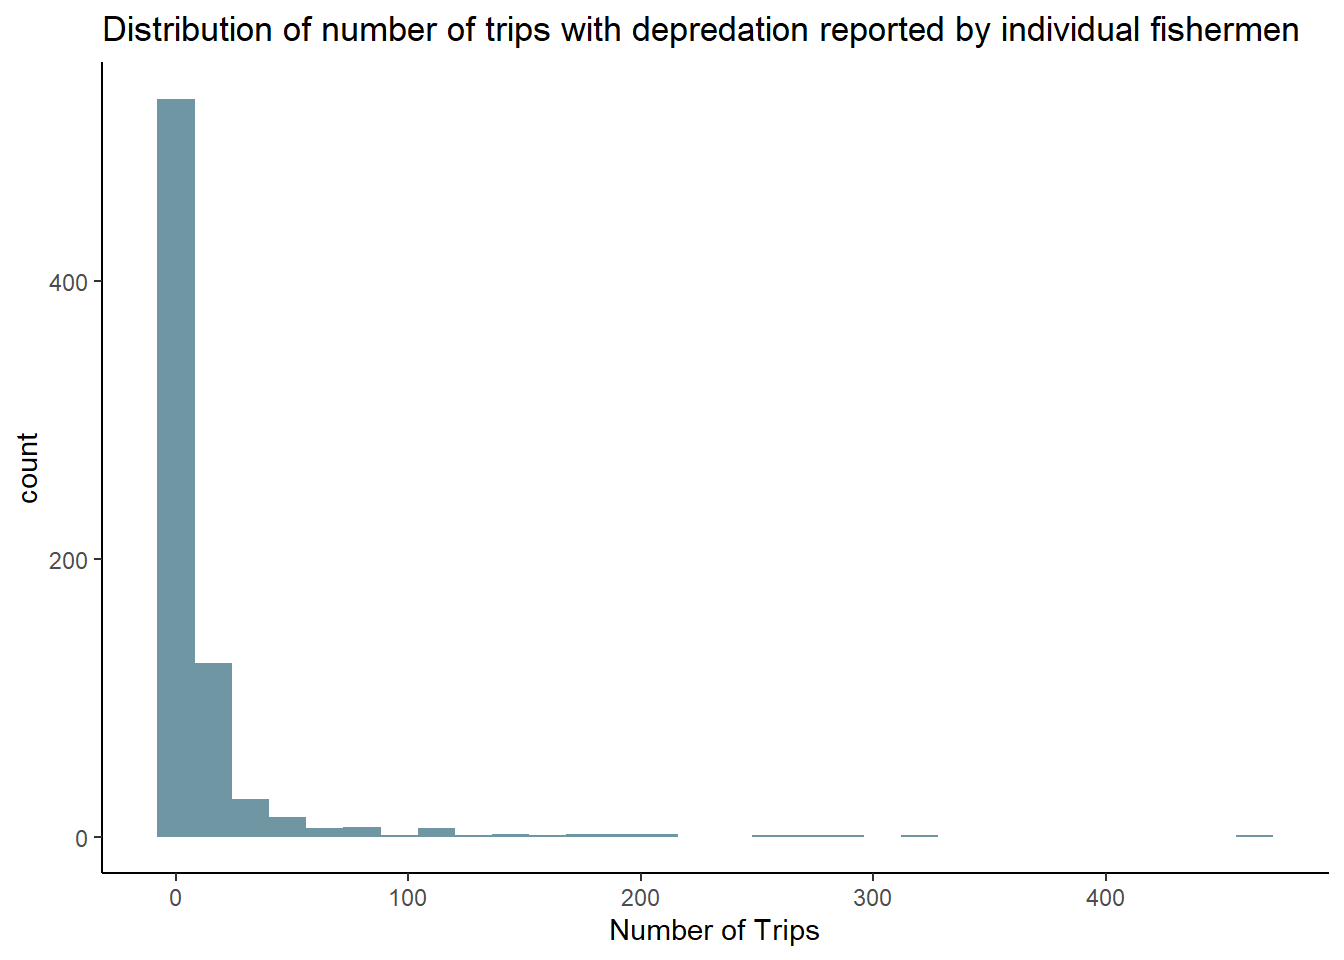 Distribution of number of trips with depredation reported by individual fishermen
400
200
0
count
0 100 200 300 400
Number of Trips